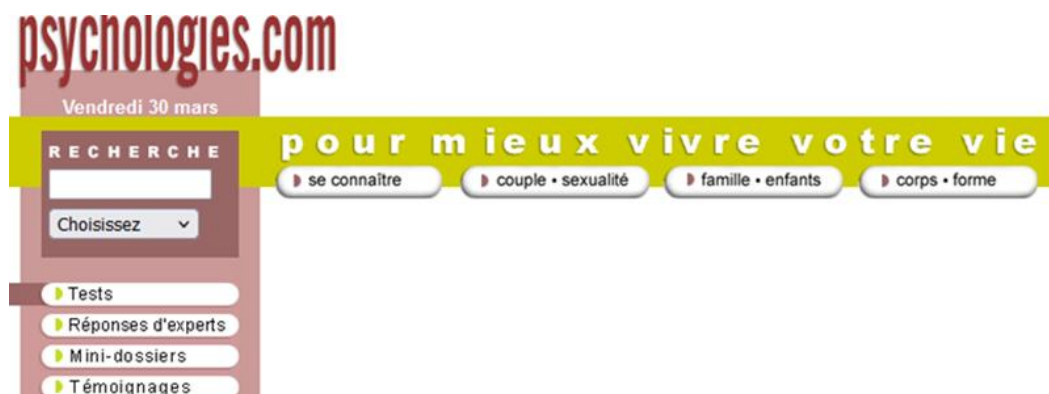 psychologies.com
Vendredi 30 mars
RECHERCHE
Choisissez
pour mieux vivre votre vie
se connaître
couple • sexualité
famille • enfants
corps • forme
Tests
Réponses d'experts
Mini-dossiers
Témoignages